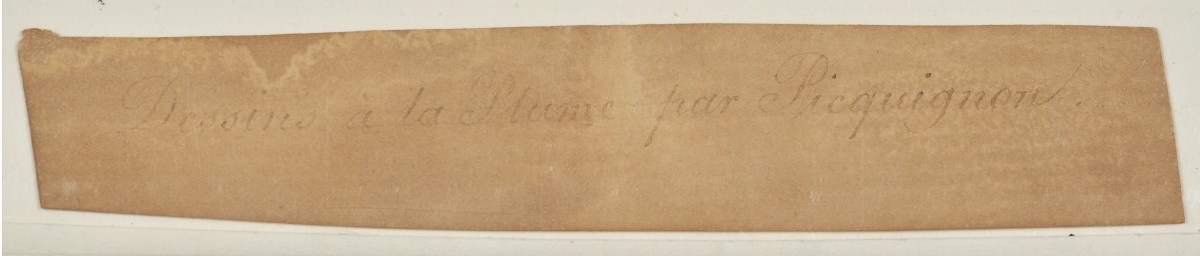 Dessins à la Plume par Picquignon.